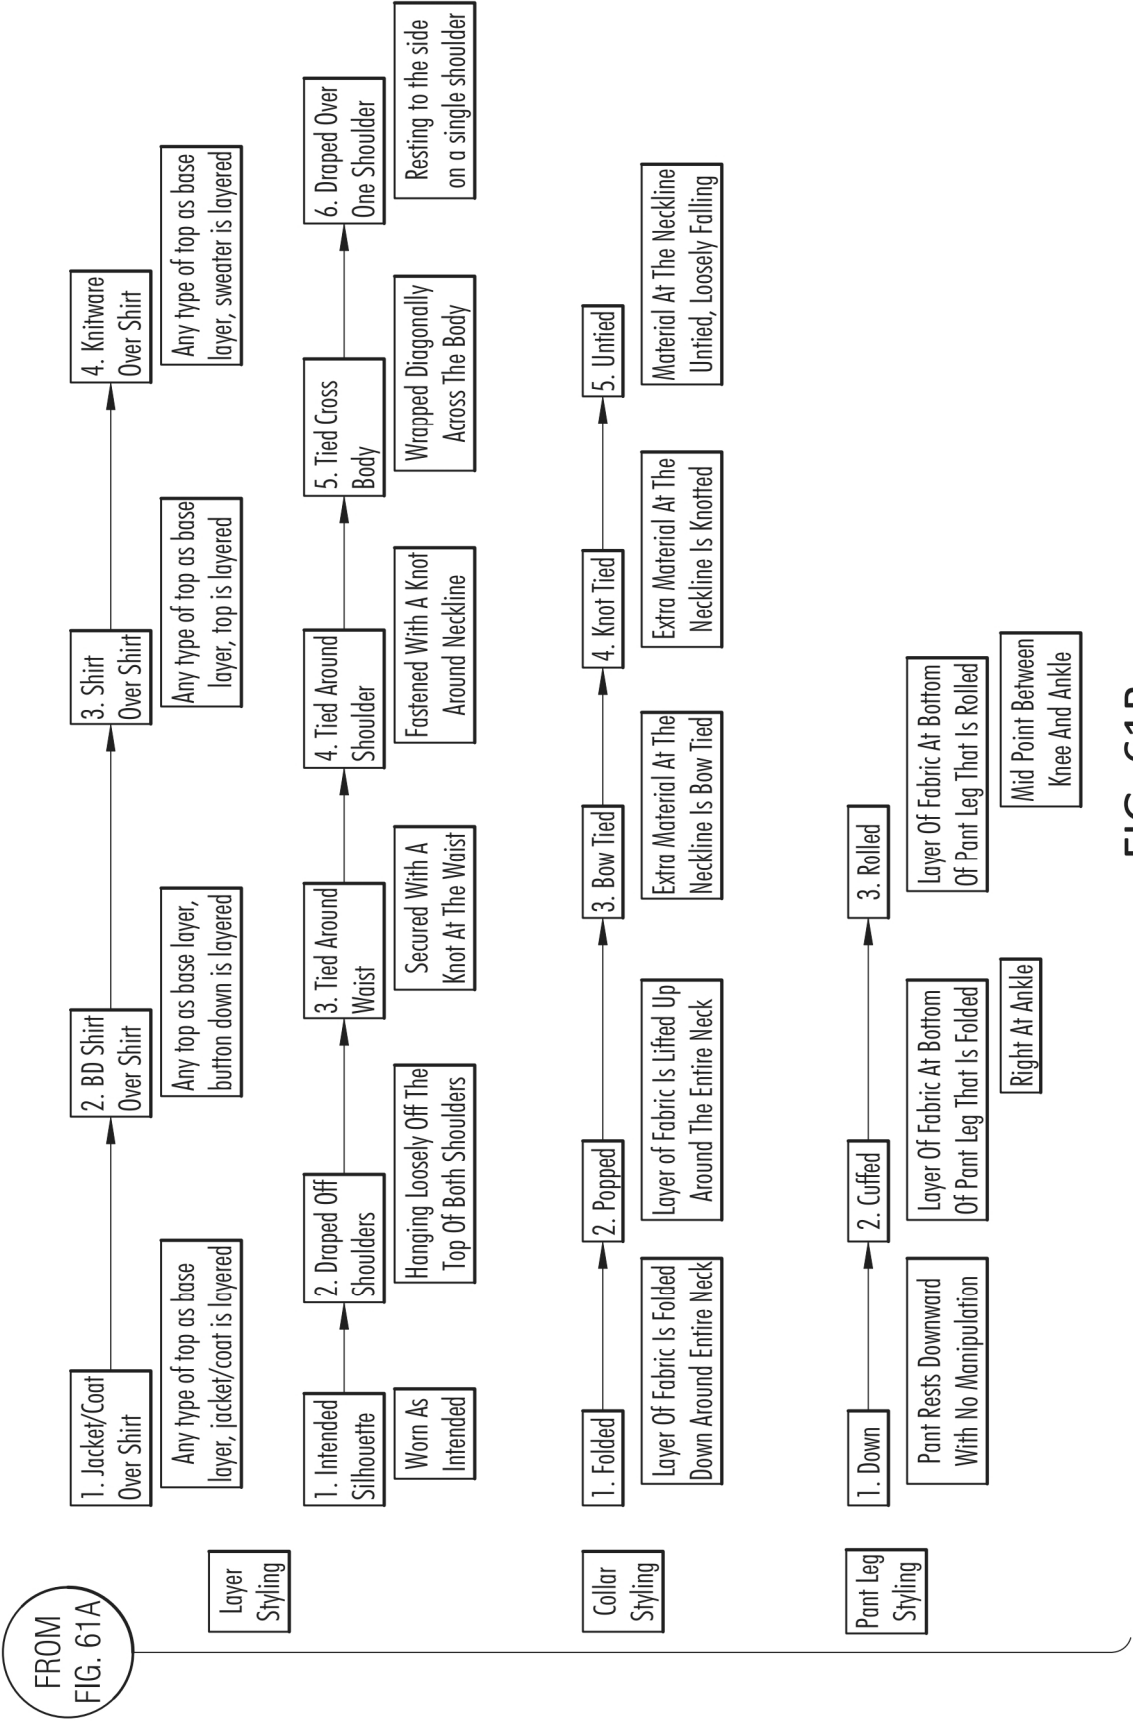 FROM
FIG. 61A
Layer
Styling
1. Jacket/Coat
Over Shirt
2. BD Shirt
Over Shirt
3. Shirt
Over Shirt
4. Knitware
Over Shirt
Any type of top as base
layer, jacket/coat is layered
Any top as base layer,
button down is layered
Any type of top as base
layer, top is layered
Any type of top as base
layer, sweater is layered
1. Intended
Silhouette
2. Draped Off
Shoulders
3. Tied Around
Waist
4. Tied Around
Shoulder
5. Tied Cross
Body
6. Draped Over
One Shoulder
Worn As
Intended
Hanging Loosely Off The
Top Of Both Shoulders
Secured With A
Knot At The Waist
Fastened With A Knot
Around Neckline
Wrapped Diagonally
Across The Body
Resting to the side
on a single shoulder
Collar
Styling
1. Folded
2. Popped
3. Bow Tied
4. Knot Tied
5. Untied
Layer Of Fabric Is Folded
Down Around Entire Neck
Layer of Fabric Is Lifted Up
Around The Entire Neck
Extra Material At The
Neckline Is Bow Tied
Extra Material At The
Neckline Is Knotted
Material At The Neckline
Untied, Loosely Falling
Pant Leg
Styling
1. Down
2. Cuffed
3. Rolled
Pant Rests Downward
With No Manipulation
Layer Of Fabric At Bottom
Of Pant Leg That Is Folded
Layer Of Fabric At Bottom
Of Pant Leg That Is Rolled
Right At Ankle
Mid Point Between
Knee And Ankle